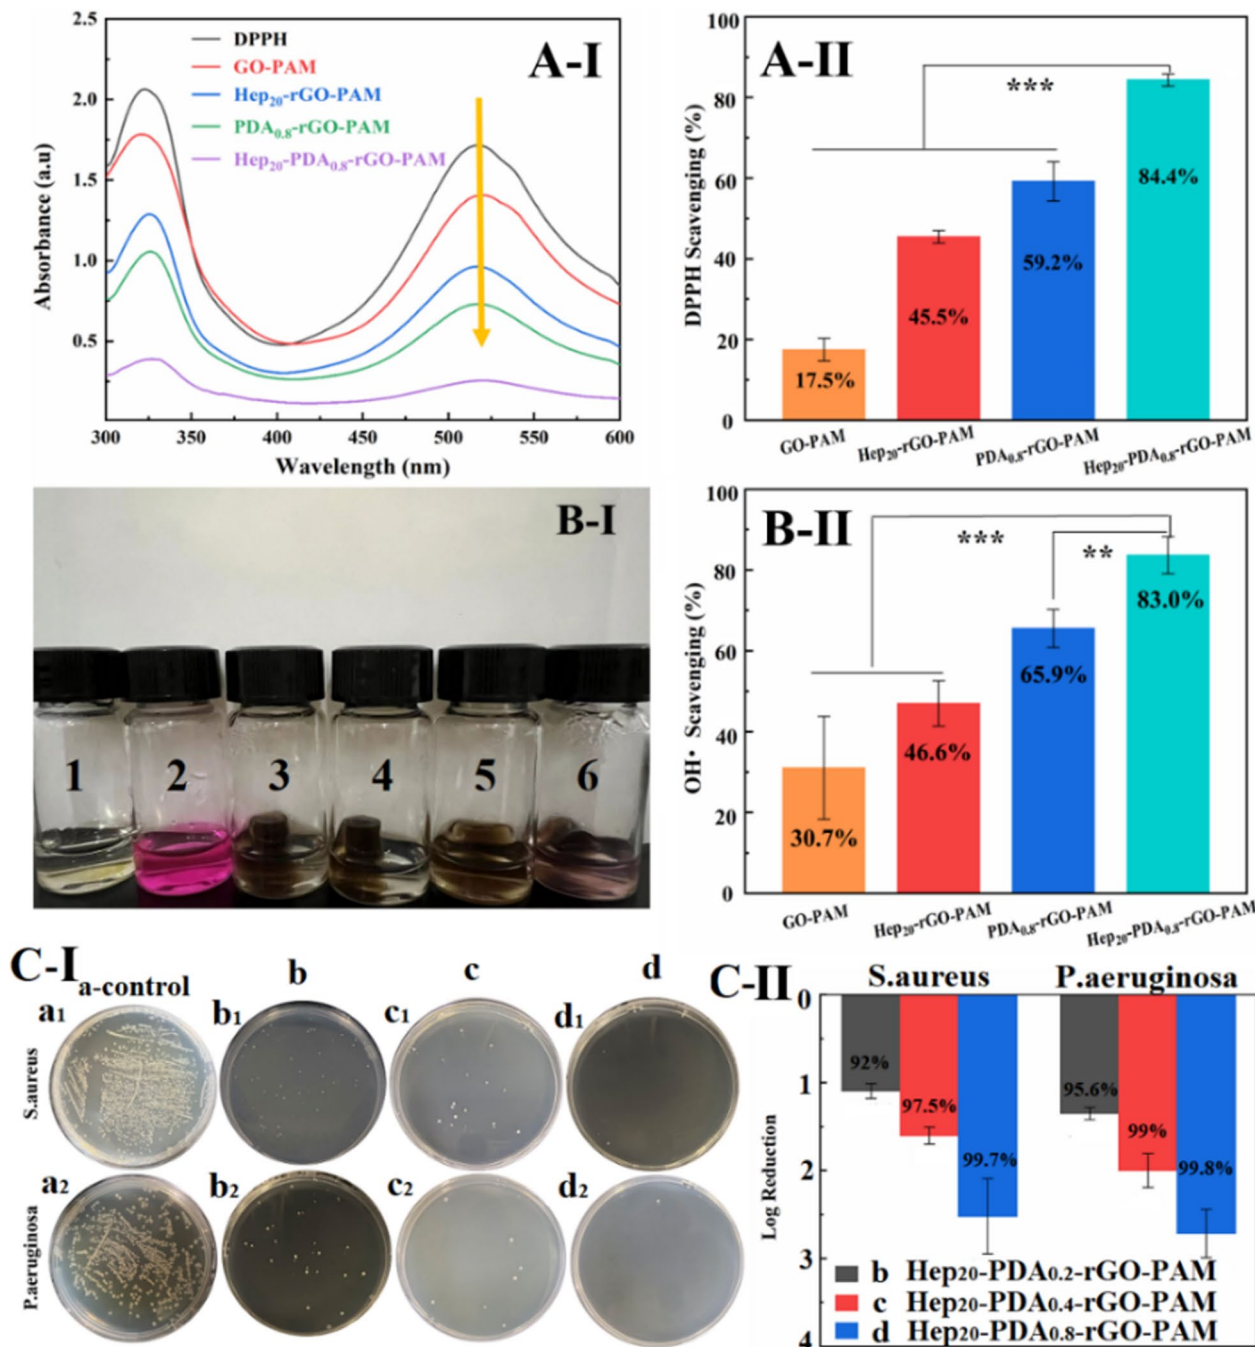 A-I
DPPH
GO-PAM
Hep20-rGO-PAM
PDA0.8-rGO-PAM
Hep20-PDA0.8-rGO-PAM
2.5
2.0
1.5
1.0
0.5
300 350 400 450 500 550 600
Absorbance (a.u)
Wavelength (nm)
A-II
***
100
80
60
40
20
0
DPPH Scavenging (%)
17.5%
45.5%
59.2%
84.4%
GO-PAM
Hep20-rGO-PAM
PDA0.8-rGO-PAM
Hep20-PDA0.8-rGO-PAM
B-I
1 2 3 4 5 6
B-II
***
**
100
80
60
40
20
0
OH· Scavenging (%)
30.7%
46.6%
65.9%
83.0%
GO-PAM
Hep20-rGO-PAM
PDA0.8-rGO-PAM
Hep20-PDA0.8-rGO-PAM
C-I
a-control b c d
a1 b1 c1 d1
S.aureus
a2 b2 c2 d2
P.aeruginosa
C-II
S.aureus P.aeruginosa
0
1
2
3
4
Log Reduction
92%
97.5%
99.7%
95.6%
99%
99.8%
b Hep20-PDA0.2-rGO-PAM
c Hep20-PDA0.4-rGO-PAM
d Hep20-PDA0.8-rGO-PAM